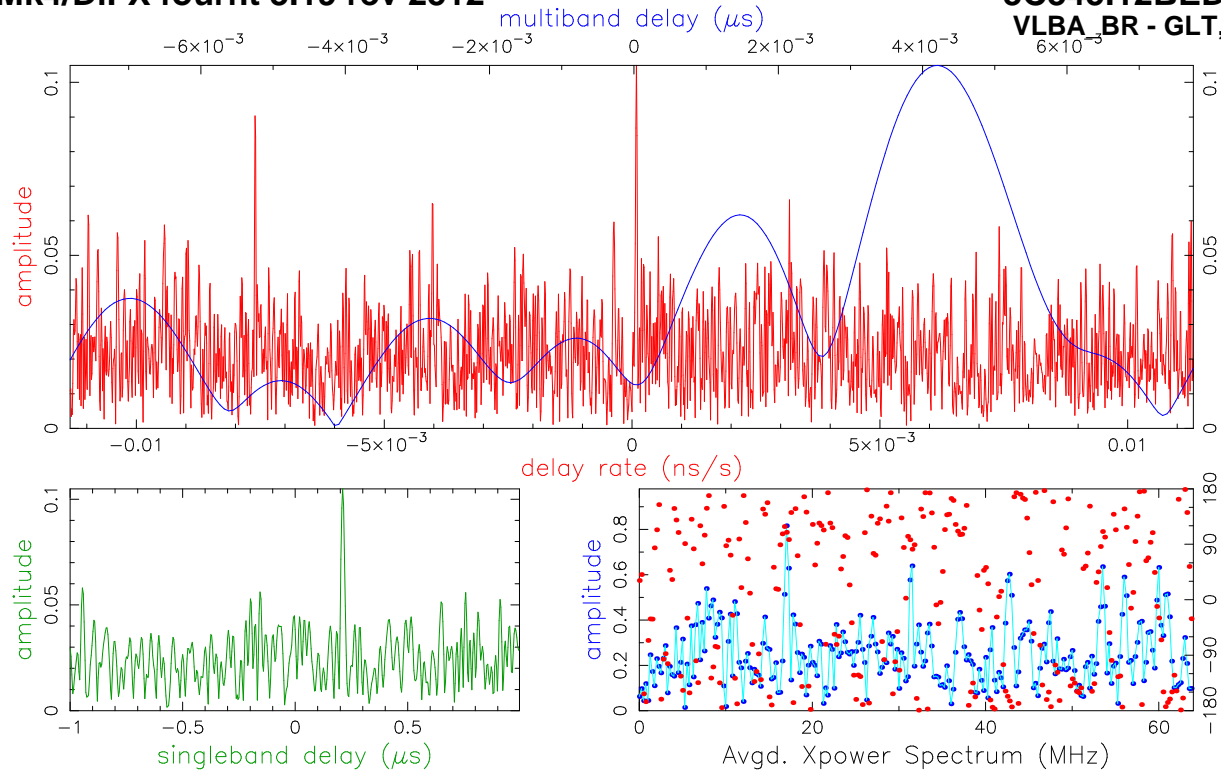 multiband delay (μs)
VLBA_BR - GLT,
−6×10⁻³ −4×10⁻³ −2×10⁻³ 0 2×10⁻³ 4×10⁻³ 6×10⁻³
amplitude
0 0.05 0.1
0 0.05 0.1
−0.01 −5×10⁻³ 0 5×10⁻³ 0.01
delay rate (ns/s)
amplitude
0 0.05 0.1
−1 −0.5 0 0.5
singleband delay (μs)
amplitude
0 0.2 0.4 0.6 0.8
−180 −90 0 90 180
0 20 40 60
Avgd. Xpower Spectrum (MHz)